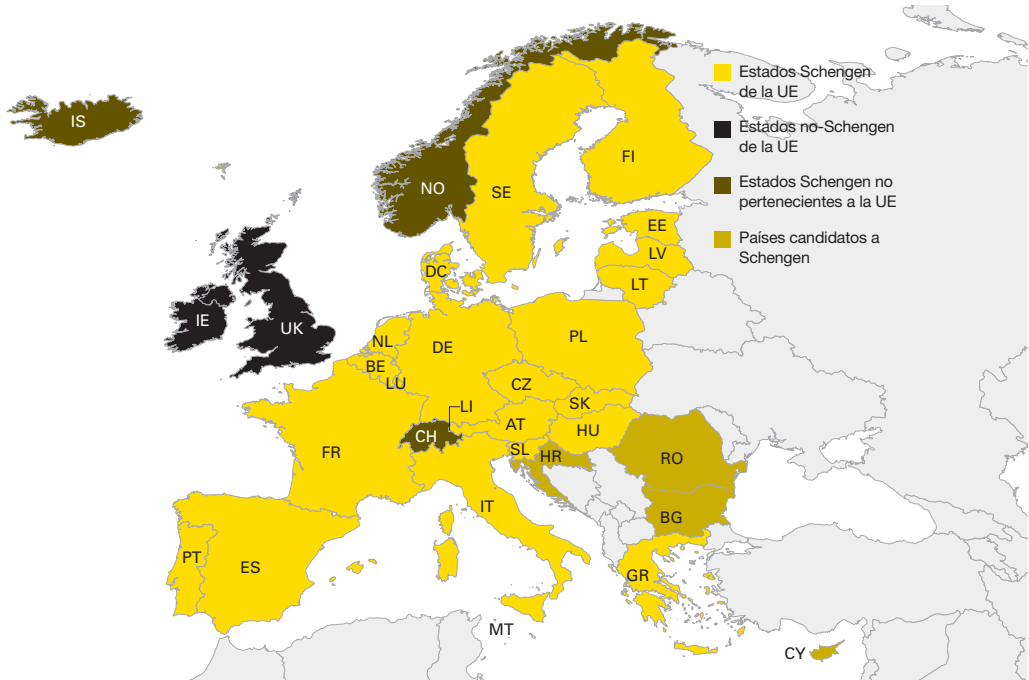 Estados Schengen
de la UE
Estados no-Schengen
de la UE
Estados Schengen no
pertenecientes a la UE
Países candidatos a
Schengen
IS
NO
SE
FI
EE
LV
LT
DC
IE
UK
NL
BE
LU
DE
PL
CZ
SK
LI
AT
HU
CH
FR
SL
HR
RO
BG
IT
PT
ES
GR
MT
CY